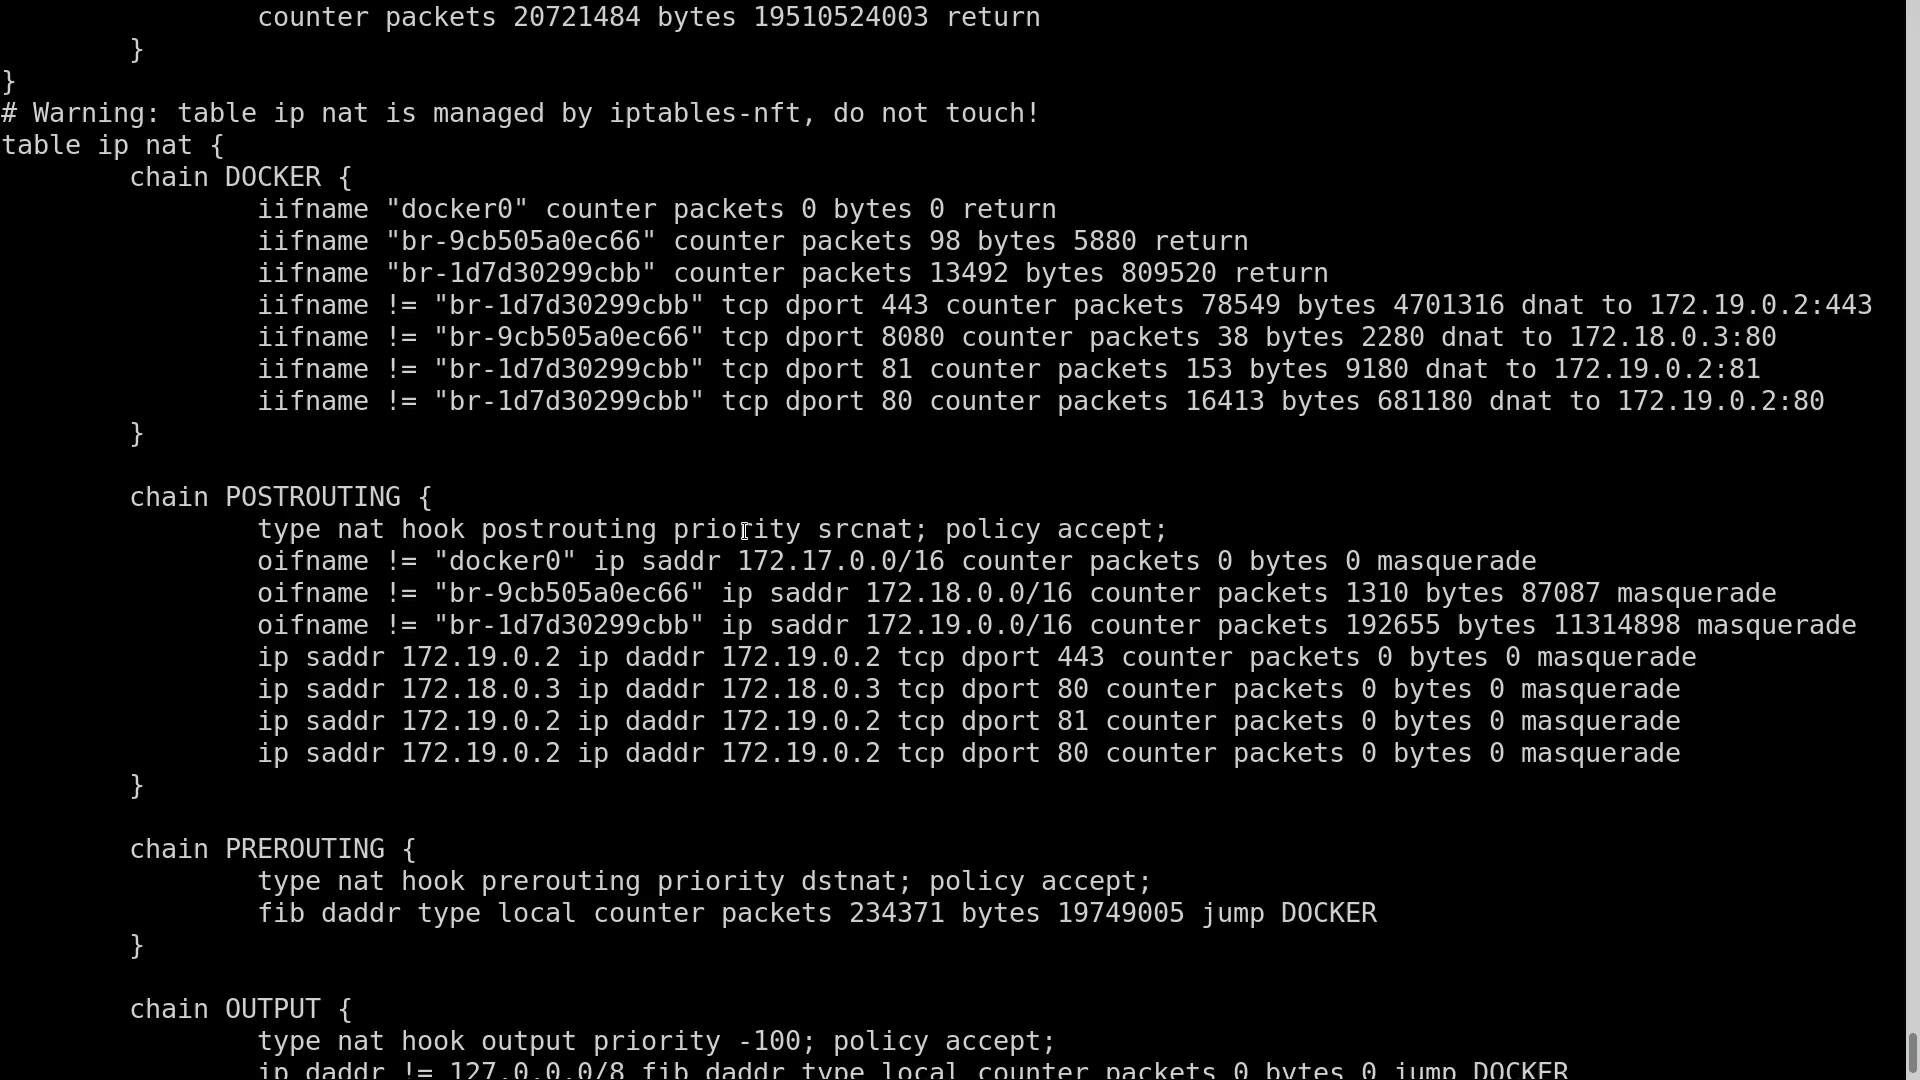 counter packets 20721484 bytes 19510524003 return
}
}
# Warning: table ip nat is managed by iptables-nft, do not touch!
table ip nat {
chain DOCKER {
iifname "docker0" counter packets 0 bytes 0 return
iifname "br-9cb505a0ec66" counter packets 98 bytes 5880 return
iifname "br-1d7d30299cbb" counter packets 13492 bytes 809520 return
iifname != "br-1d7d30299cbb" tcp dport 443 counter packets 78549 bytes 4701316 dnat to 172.19.0.2:443
iifname != "br-9cb505a0ec66" tcp dport 8080 counter packets 38 bytes 2280 dnat to 172.18.0.3:80
iifname != "br-1d7d30299cbb" tcp dport 81 counter packets 153 bytes 9180 dnat to 172.19.0.2:81
iifname != "br-1d7d30299cbb" tcp dport 80 counter packets 16413 bytes 681180 dnat to 172.19.0.2:80
}
chain POSTROUTING {
type nat hook postrouting priority srcnat; policy accept;
oifname != "docker0" ip saddr 172.17.0.0/16 counter packets 0 bytes 0 masquerade
oifname != "br-9cb505a0ec66" ip saddr 172.18.0.0/16 counter packets 1310 bytes 87087 masquerade
oifname != "br-1d7d30299cbb" ip saddr 172.19.0.0/16 counter packets 192655 bytes 11314898 masquerade
ip saddr 172.19.0.2 ip daddr 172.19.0.2 tcp dport 443 counter packets 0 bytes 0 masquerade
ip saddr 172.18.0.3 ip daddr 172.18.0.3 tcp dport 80 counter packets 0 bytes 0 masquerade
ip saddr 172.19.0.2 ip daddr 172.19.0.2 tcp dport 81 counter packets 0 bytes 0 masquerade
ip saddr 172.19.0.2 ip daddr 172.19.0.2 tcp dport 80 counter packets 0 bytes 0 masquerade
}
chain PREROUTING {
type nat hook prerouting priority dstnat; policy accept;
fib daddr type local counter packets 234371 bytes 19749005 jump DOCKER
}
chain OUTPUT {
type nat hook output priority -100; policy accept;
ip daddr != 127.0.0.0/8 fib daddr type local counter packets 0 bytes 0 jump DOCKER